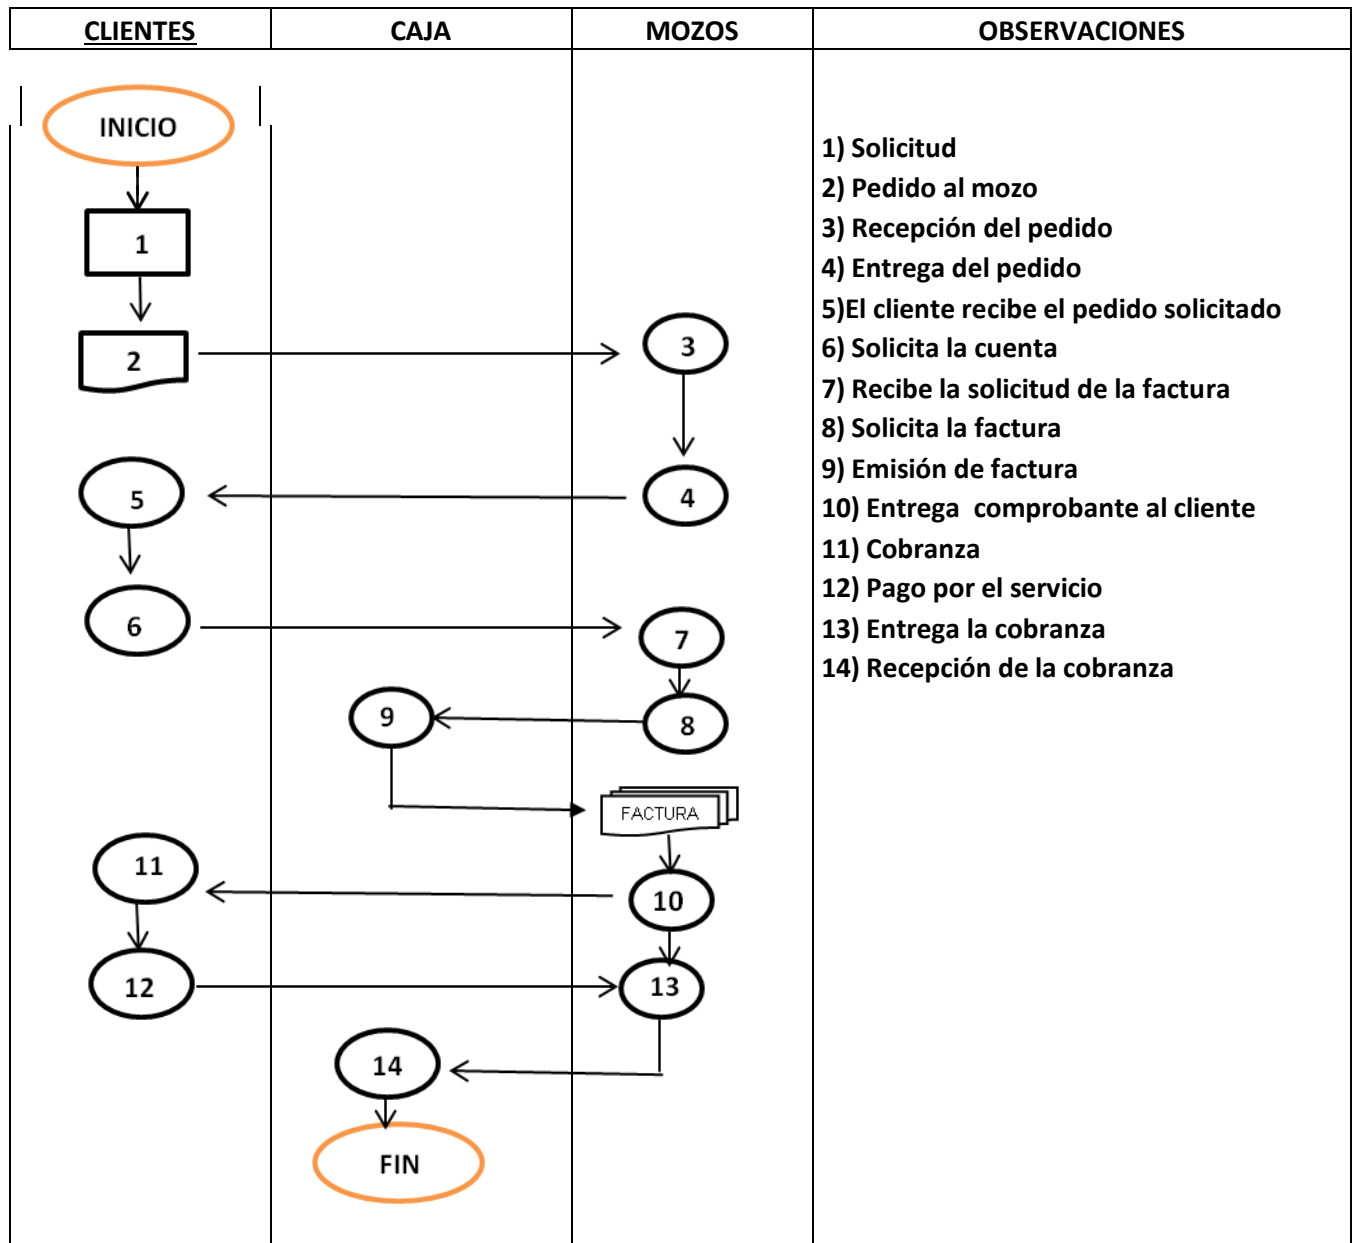 CLIENTES CAJA MOZOS OBSERVACIONES
INICIO
1) Solicitud
2) Pedido al mozo
1
3) Recepción del pedido
4) Entrega del pedido
5)El cliente recibe el pedido solicitado
2
3
6) Solicita la cuenta
7) Recibe la solicitud de la factura
8) Solicita la factura
9) Emisión de factura
5
4
10) Entrega  comprobante al cliente
11) Cobranza
12) Pago por el servicio
6
7
13) Entrega la cobranza
14) Recepción de la cobranza
9
8
FACTURA
11
10
12
13
14
FIN